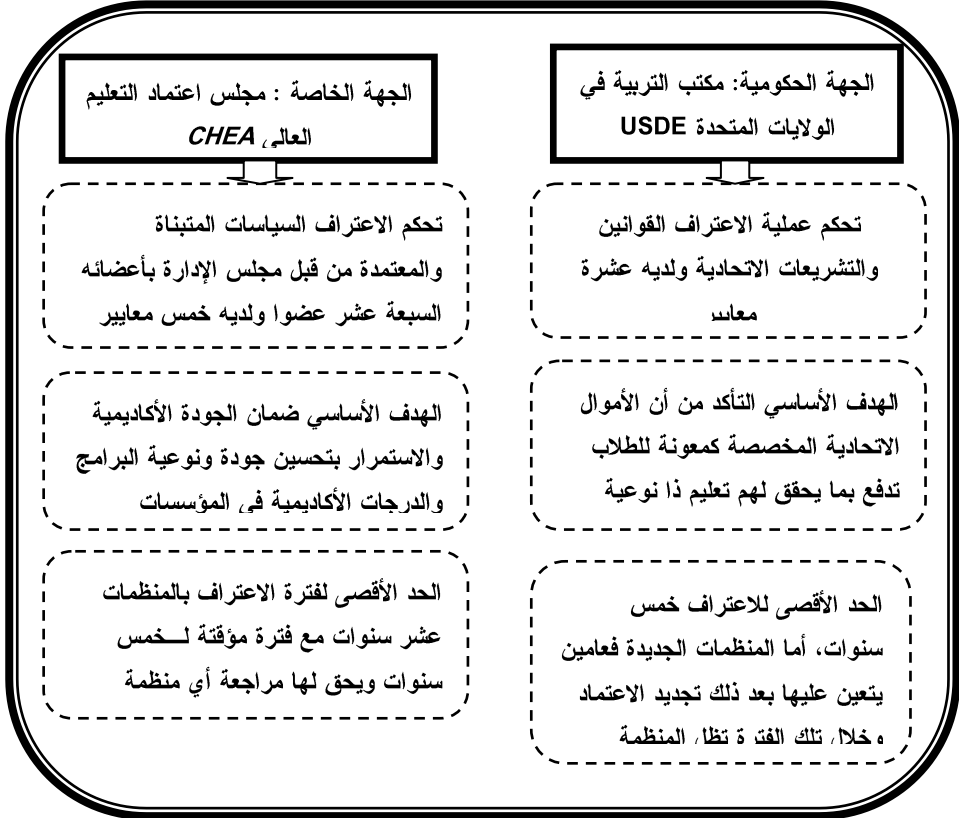 الجهة الحكومية: مكتب التربية في
الولايات المتحدة USDE
تحكم عملية الاعتراف القوانين
والتشريعات الاتحادية ولديه عشرة
معايير
الهدف الأساسي التأكد من أن الأموال
الاتحادية المخصصة كمعونة للطلاب
تدفع بما يحقق لهم تعليم ذا نوعية
الحد الأقصى للاعتراف خمس
سنوات، أما المنظمات الجديدة فعامين
يتعين عليها بعد ذلك تجديد الاعتماد
وخلال تلك الفترة تظل المنظمة
الجهة الخاصة : مجلس اعتماد التعليم
العالي CHEA
تحكم الاعتراف السياسات المتبناة
والمعتمدة من قبل مجلس الإدارة بأعضائه
السبعة عشر عضوا ولديه خمس معايير
الهدف الأساسي ضمان الجودة الأكاديمية
والاستمرار بتحسين جودة ونوعية البرامج
والدرجات الأكاديمية في المؤسسات
الحد الأقصى لفترة الاعتراف بالمنظمات
عشر سنوات مع فترة مؤقتة لـــخمس
سنوات ويحق لها مراجعة أي منظمة